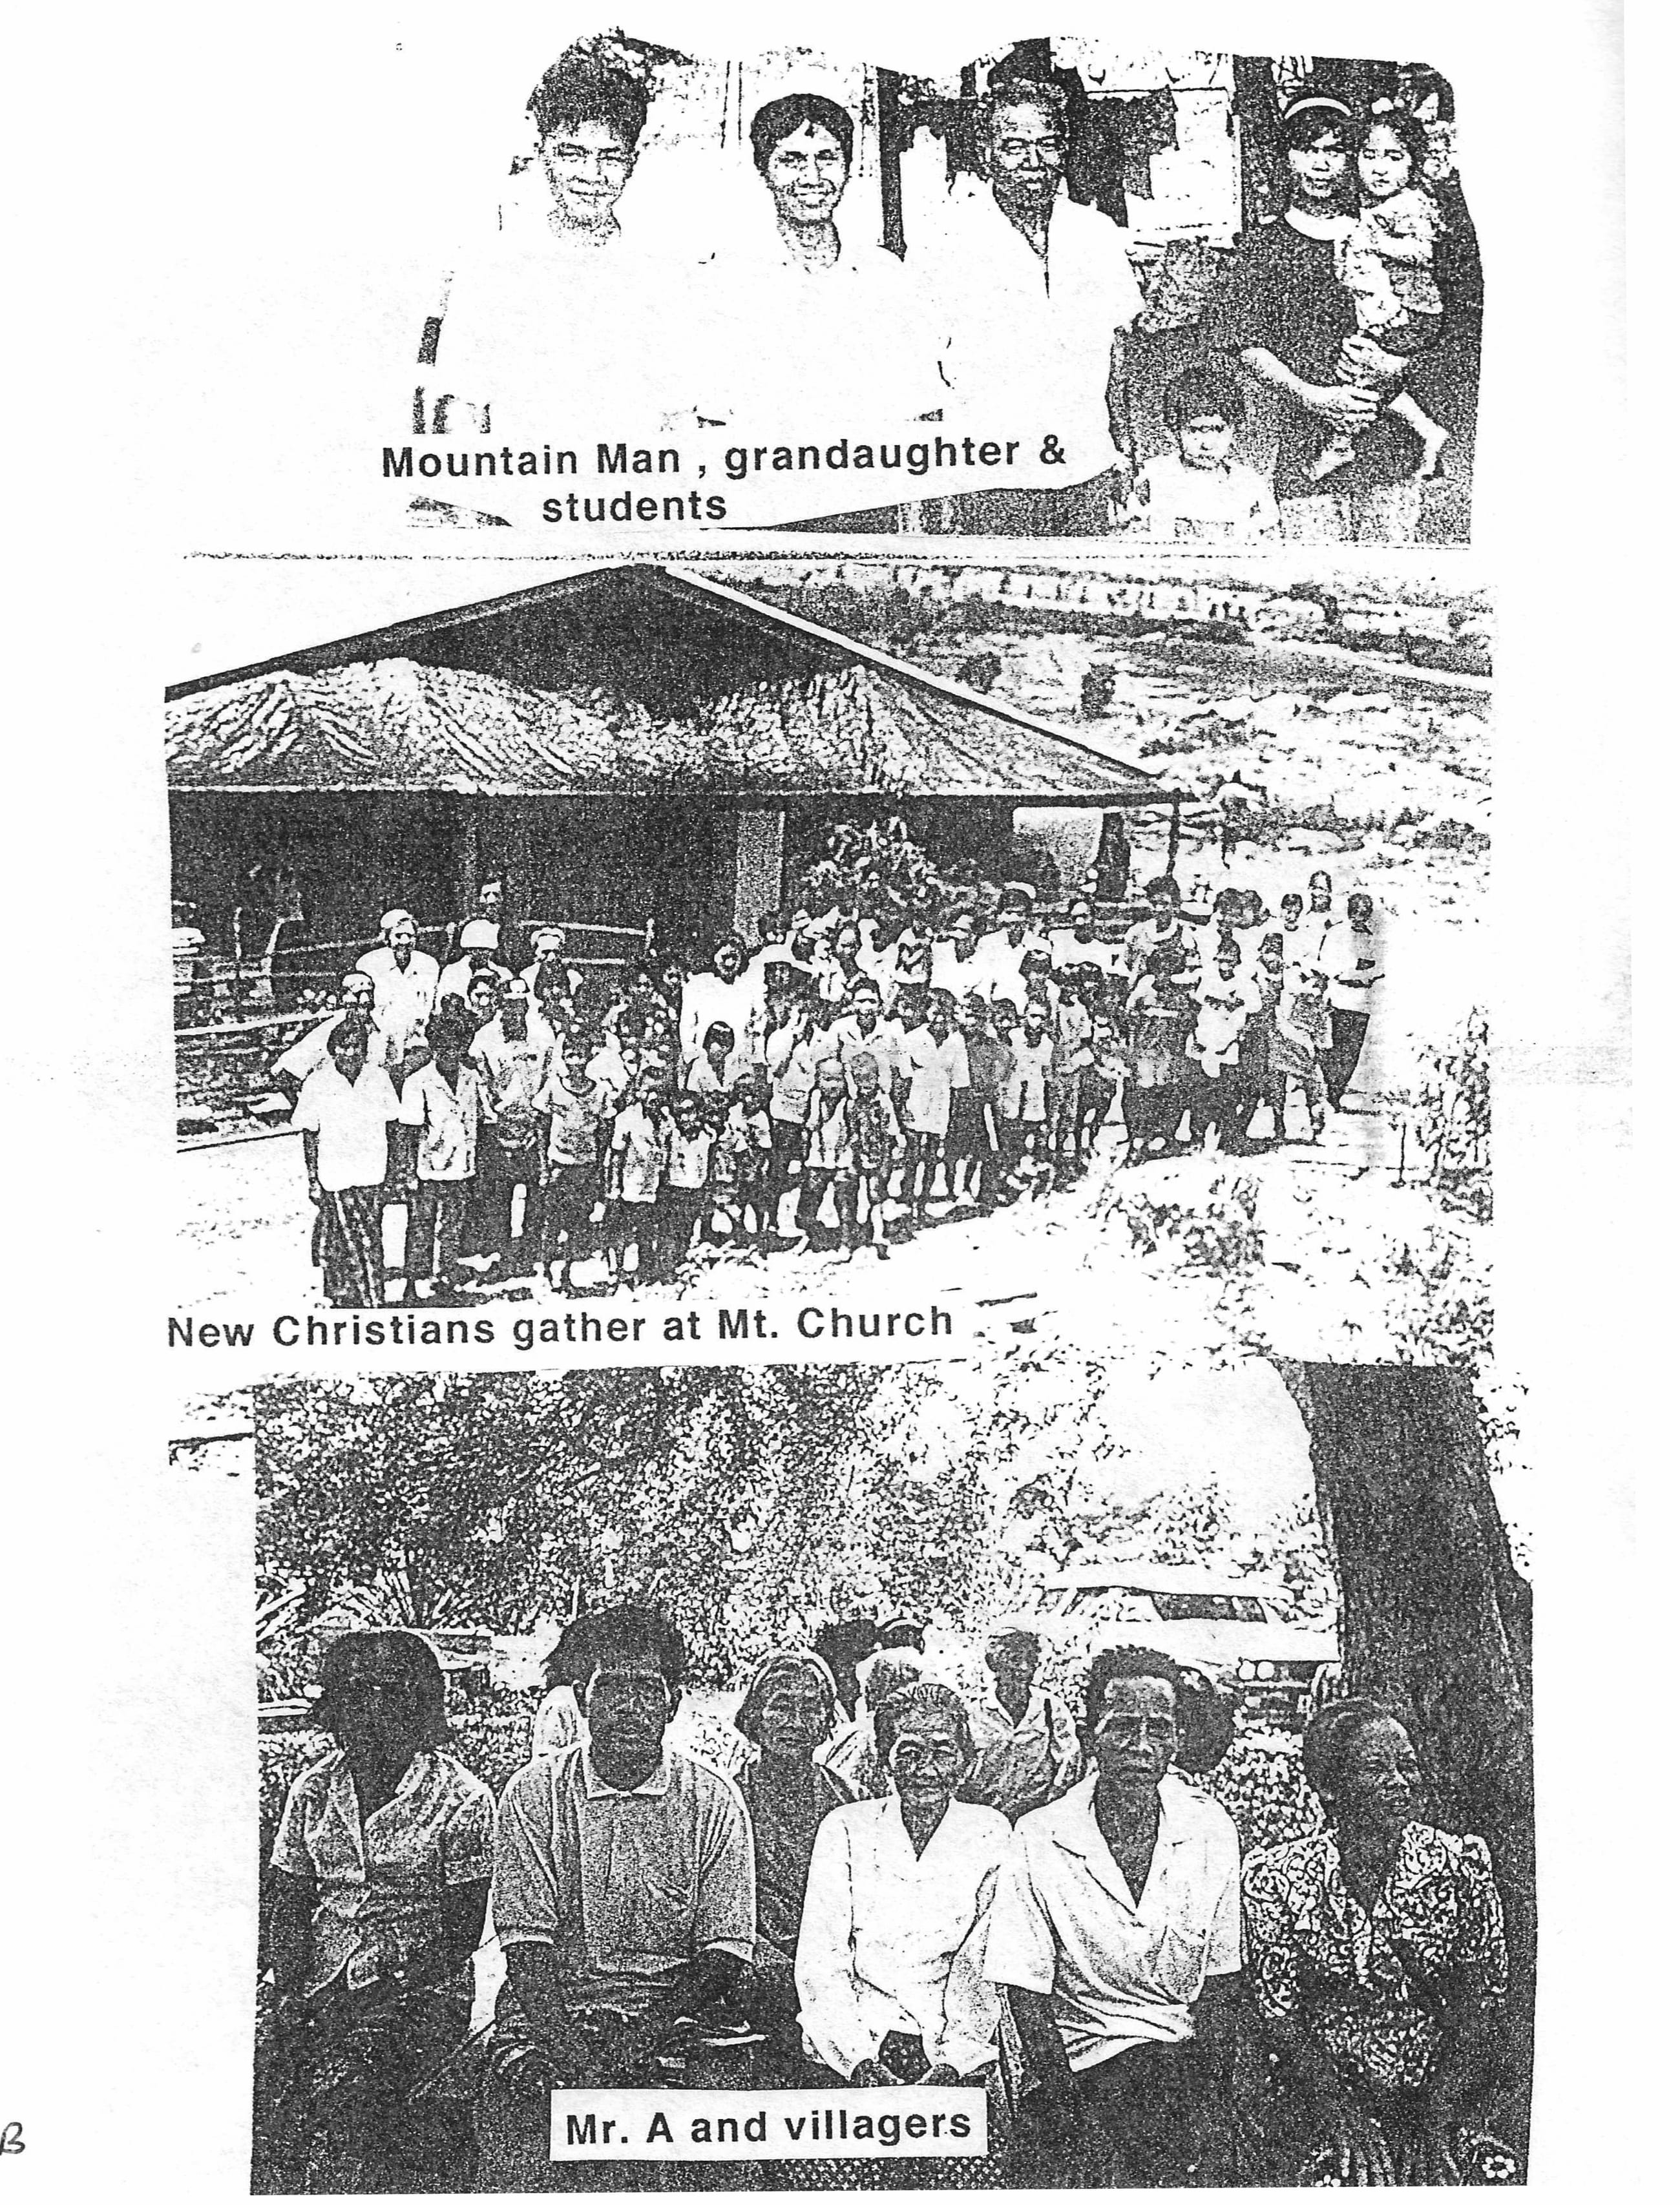 Mountain Man , grandaughter &
students
New Christians gather at Mt. Church
Mr. A and villagers
B